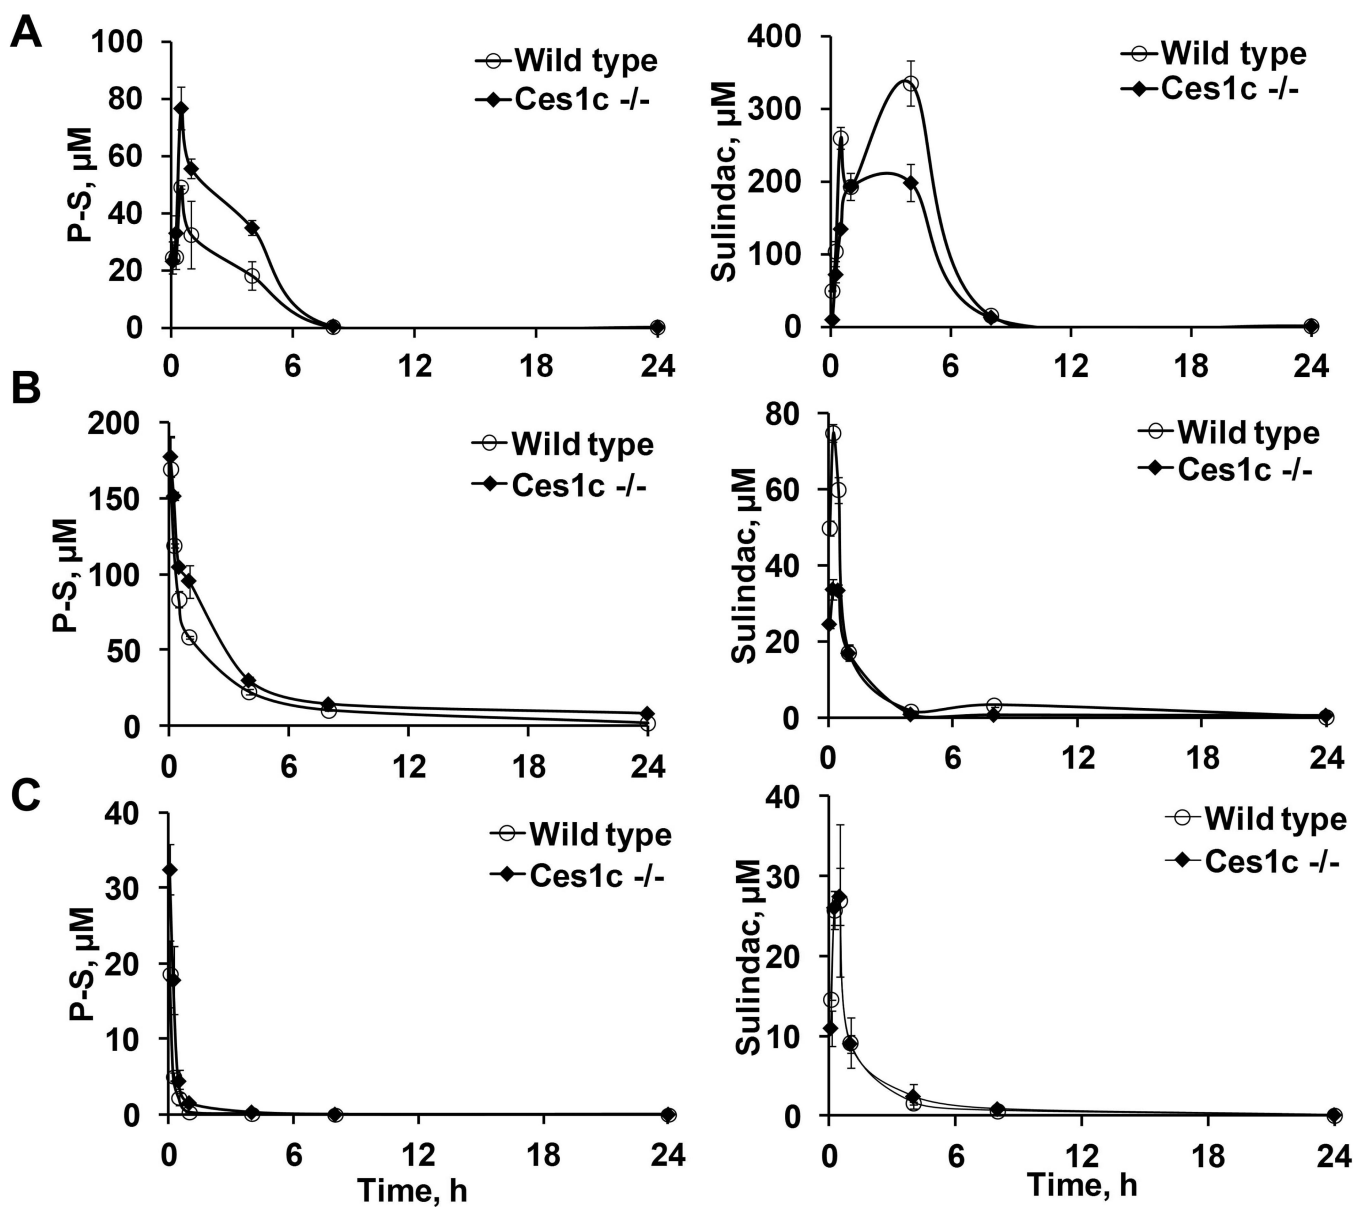 A
P-S, µM
100
80
60
40
20
0
0 6 12 18 24
Wild type
Ces1c -/-
Sulindac, µM
400
300
200
100
0
0 6 12 18 24
Wild type
Ces1c -/-
B
P-S, µM
200
150
100
50
0
0 6 12 18 24
Wild type
Ces1c -/-
Sulindac, µM
80
60
40
20
0
0 6 12 18 24
Wild type
Ces1c -/-
C
P-S, µM
40
30
20
10
0
0 6 12 18 24
Time, h
Wild type
Ces1c -/-
Sulindac, µM
40
30
20
10
0
0 6 12 18 24
Time, h
Wild type
Ces1c -/-